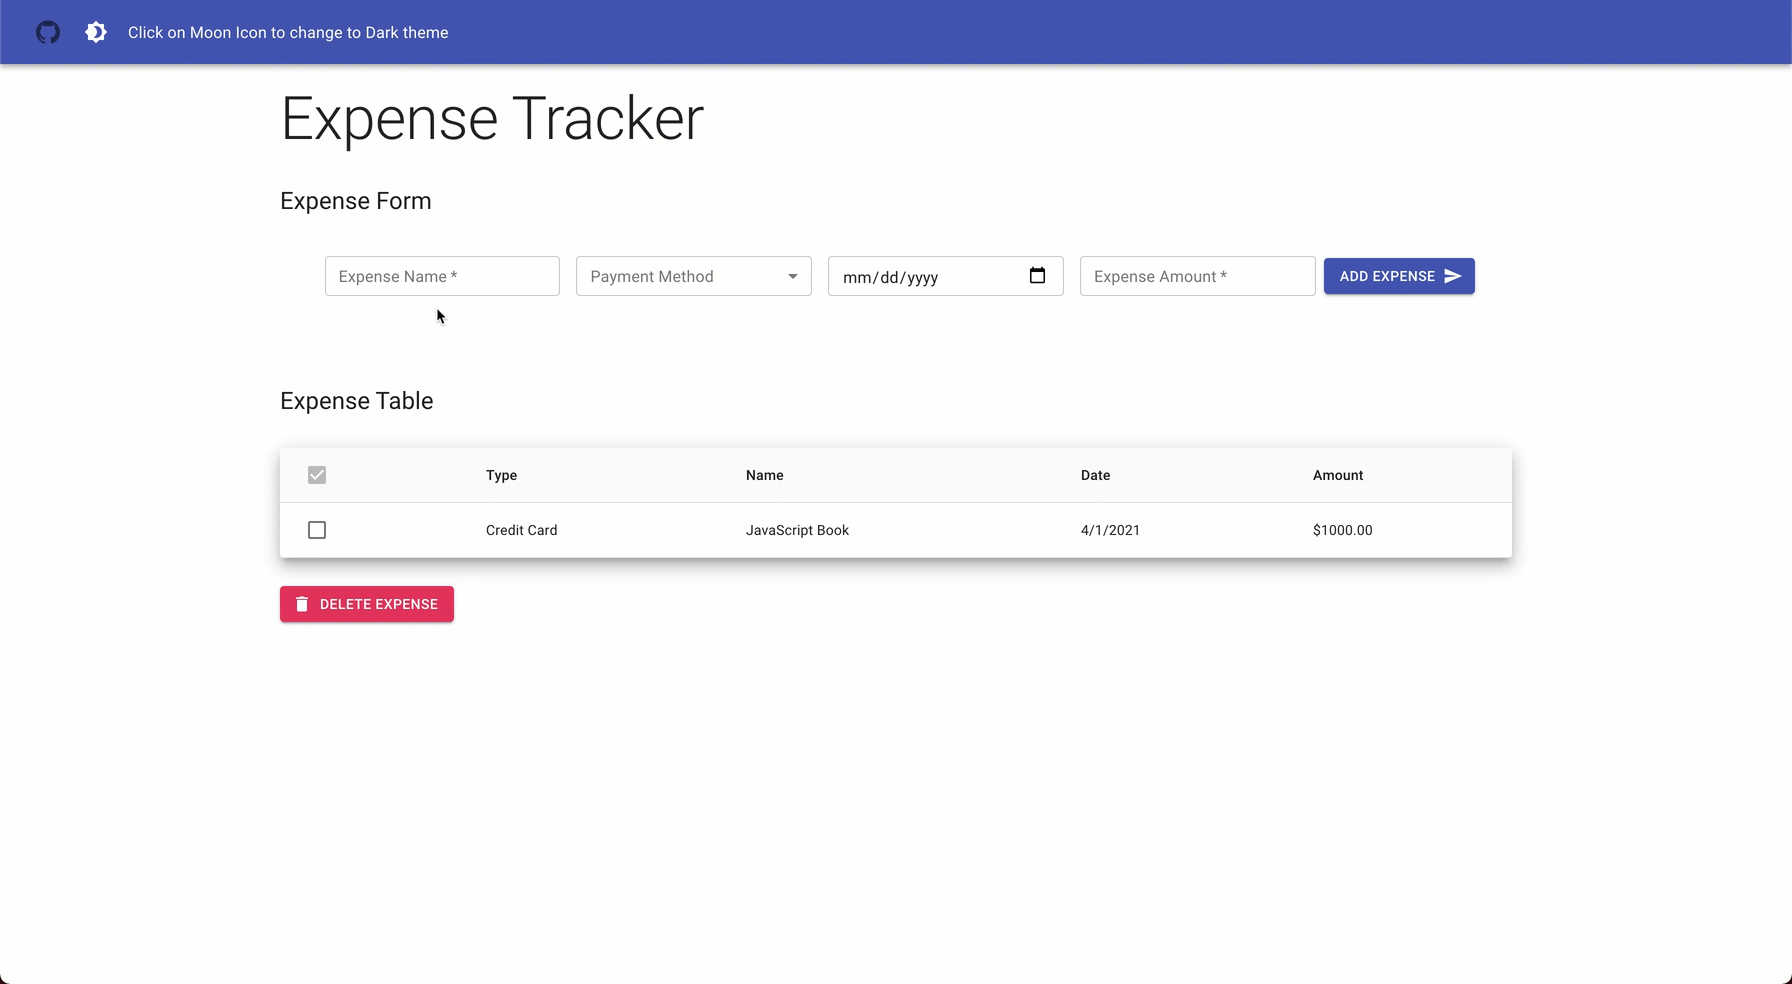 Click on Moon Icon to change to Dark theme
Expense Tracker
Expense Form
Expense Name * Payment Method mm/dd/yyyy Expense Amount * ADD EXPENSE
Expense Table
Type Name Date Amount
Credit Card JavaScript Book 4/1/2021 $1000.00
DELETE EXPENSE